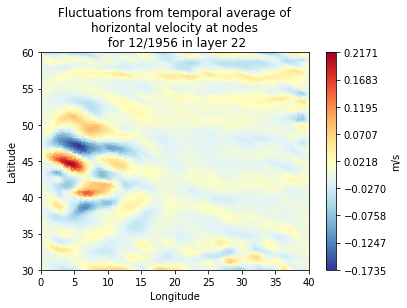 Fluctuations from temporal average of
horizontal velocity at nodes
for 12/1956 in layer 22
60
55
50
45
40
35
30
Latitude
0 5 10 15 20 25 30 35 40
Longitude
0.2171
0.1683
0.1195
0.0707
0.0218
−0.0270
−0.0758
−0.1247
−0.1735
m/s